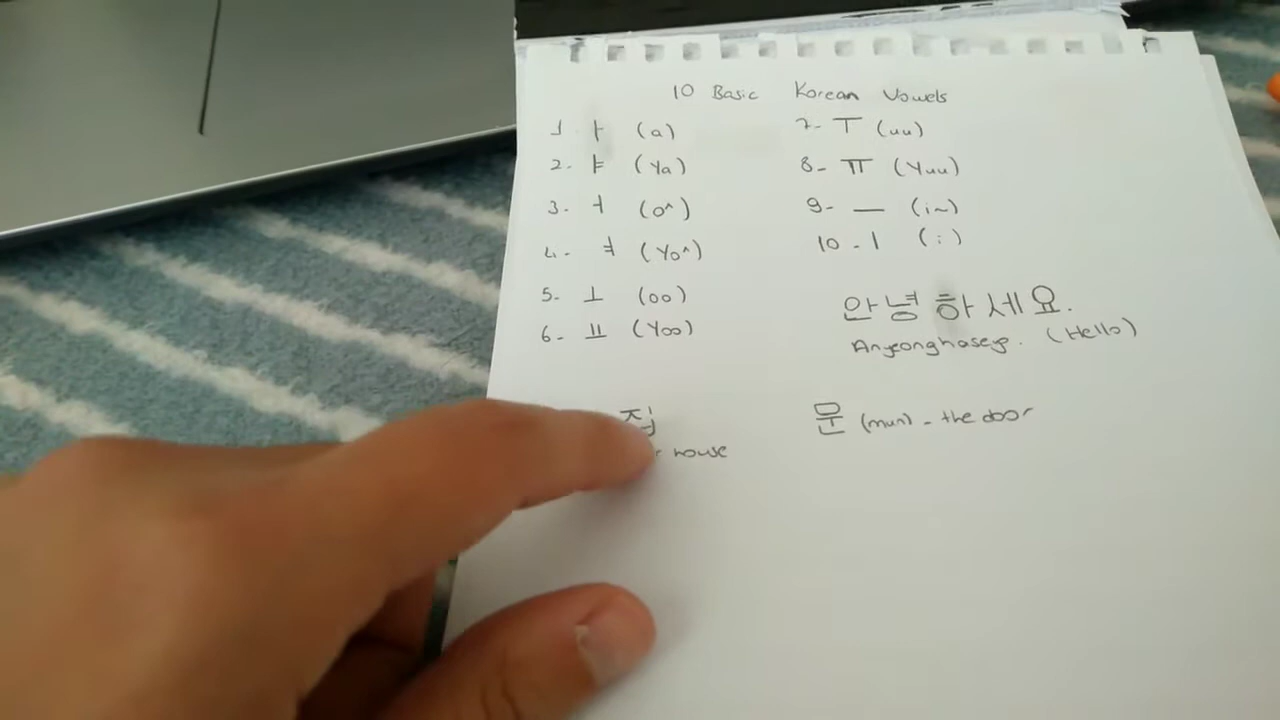 10 Basic Korean Vowels
1 ㅏ (a)
2. ㅑ (Ya)
3. ㅓ (o^)
4. ㅕ (Yo^)
5. ㅗ (oo)
6. ㅛ (Yoo)
7. ㅜ (uu)
8. ㅠ (Yuu)
9. ㅡ (i~)
10. ㅣ (i)
안녕하세요.
Anyeonghaseyo. (Hello)
집
house
문 (mun) - the door